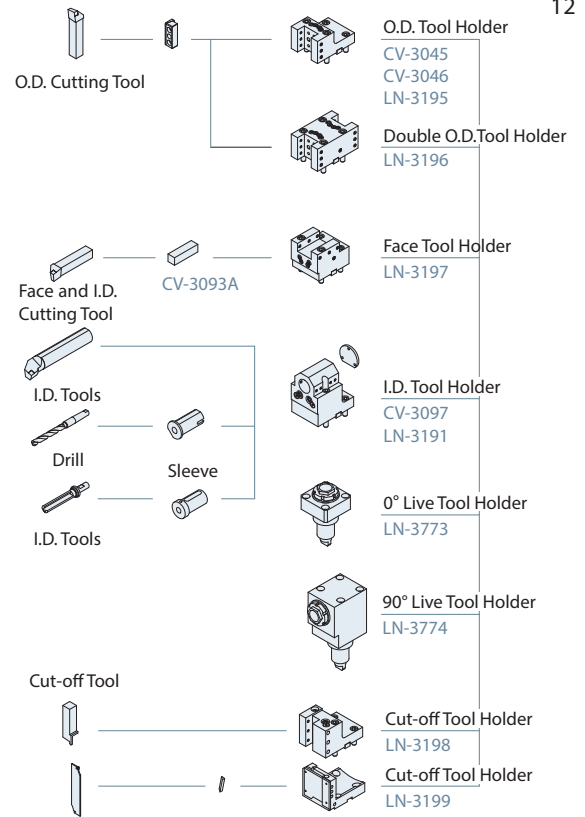 12
O.D. Tool Holder
CV-3045
CV-3046
LN-3195
O.D. Cutting Tool
Double O.D.Tool Holder
LN-3196
Face Tool Holder
LN-3197
CV-3093A
Face and I.D.
Cutting Tool
I.D. Tools
I.D. Tool Holder
CV-3097
LN-3191
Drill
Sleeve
I.D. Tools
0° Live Tool Holder
LN-3773
90° Live Tool Holder
LN-3774
Cut-off Tool
Cut-off Tool Holder
LN-3198
Cut-off Tool Holder
LN-3199